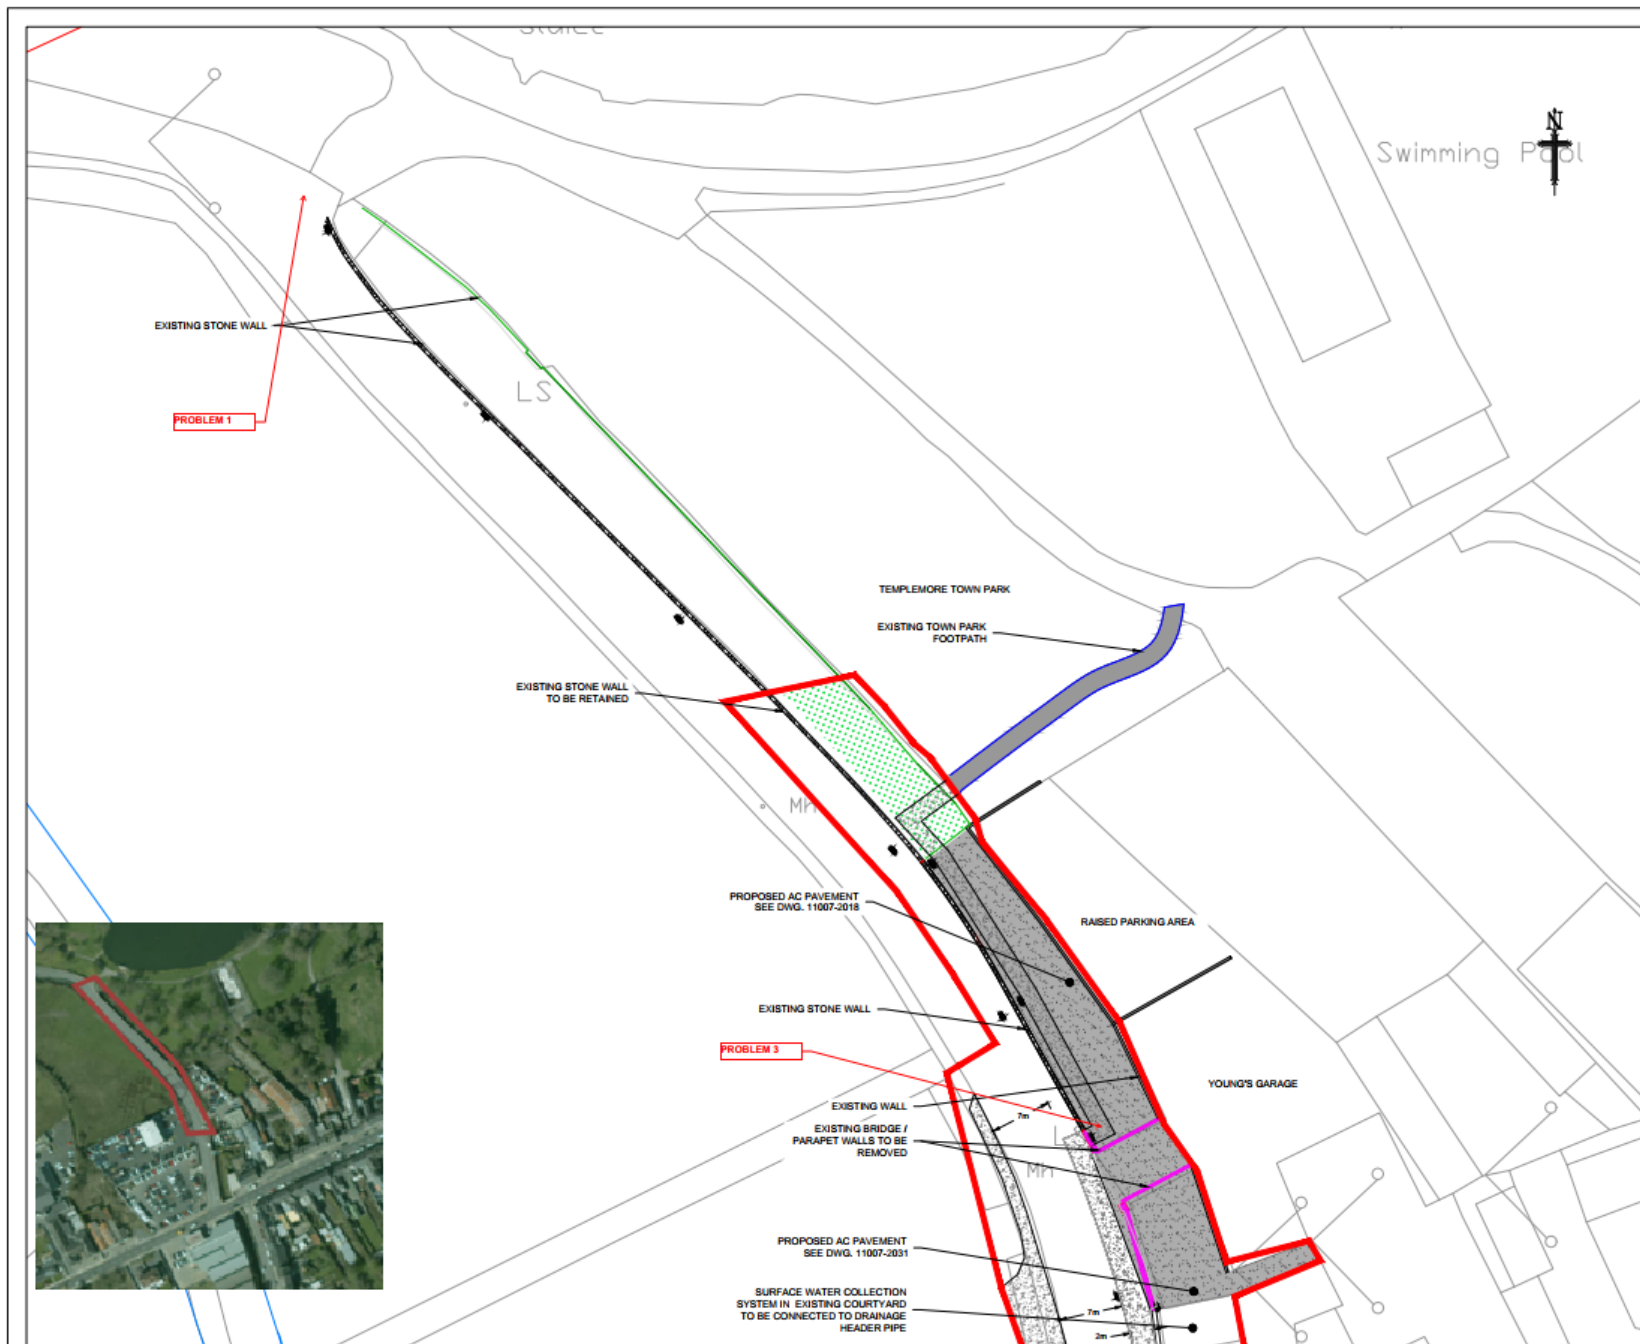 N
Swimming Pool
EXISTING STONE WALL
LS
PROBLEM 1
TEMPLEMORE TOWN PARK
EXISTING TOWN PARK
FOOTPATH
EXISTING STONE WALL
TO BE RETAINED
MH
PROPOSED AC PAVEMENT
SEE DWG. 11007-2018
RAISED PARKING AREA
EXISTING STONE WALL
PROBLEM 3
YOUNG'S GARAGE
EXISTING WALL
7m
EXISTING BRIDGE /
PARAPET WALLS TO BE
REMOVED
MH
PROPOSED AC PAVEMENT
SEE DWG. 11007-2031
SURFACE WATER COLLECTION
SYSTEM IN EXISTING COURTYARD
TO BE CONNECTED TO DRAINAGE
HEADER PIPE
7m
2m